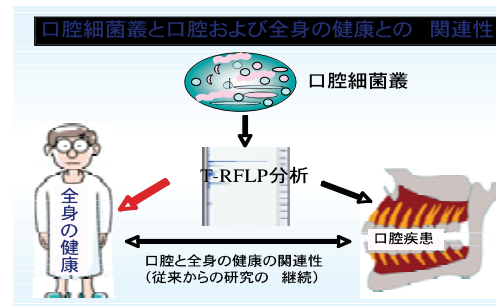 口腔細菌叢と口腔および全身の健康との 関連性
口腔細菌叢
T-RFLP分析
全身の健康
口腔疾患
口腔と全身の健康の関連性
（従来からの研究の 継続）